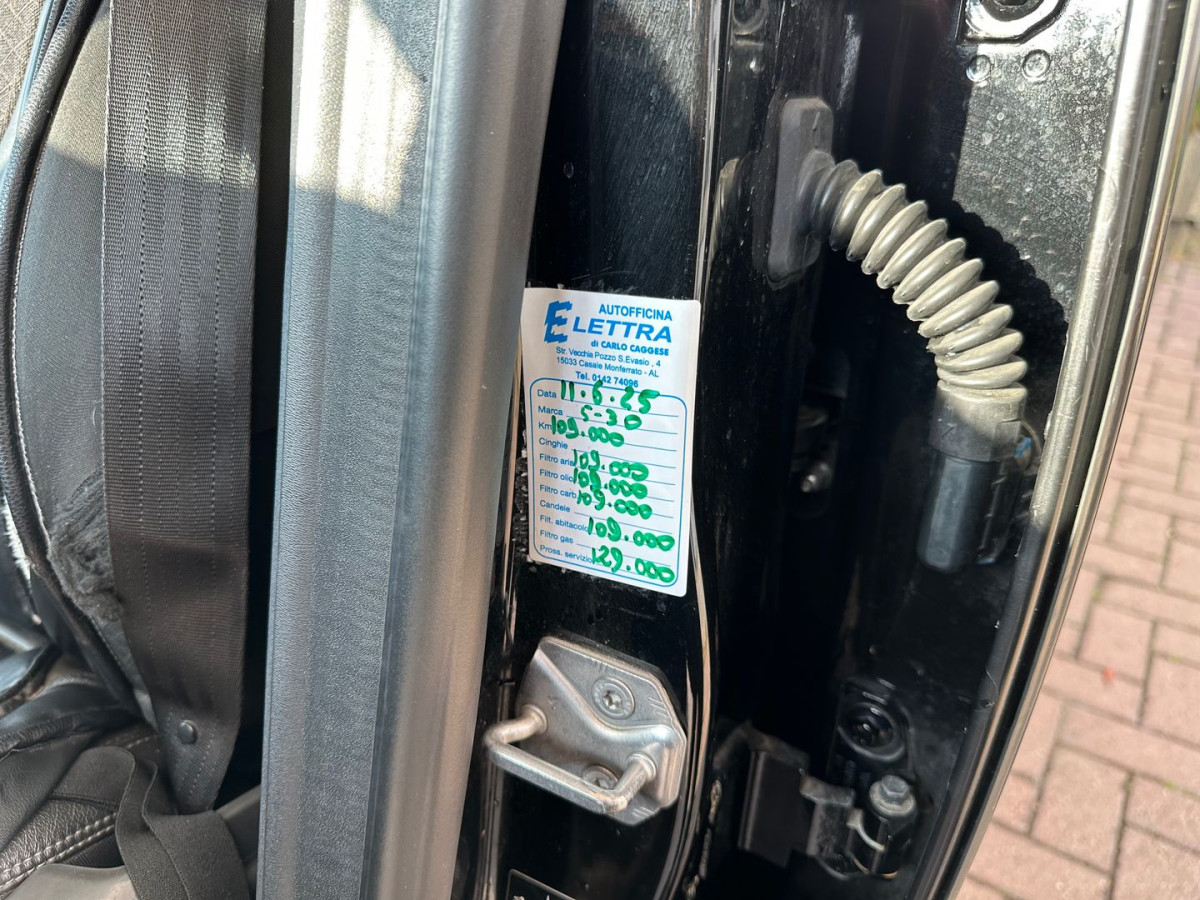 AUTOFFICINA
ELETTRA
di CARLO CAGGESE
Str. Vecchia Pozzo S.Evasio , 4
15033 Casale Monferrato - AL
Tel. 0142 74096
Data 11.6.25
Marca 5-30
Km 109.000
Cinghie
Filtro aria 109.000
Filtro olio 109.000
Filtro carb 109.000
Candele
Filt. abitacolo 109.000
Filtro gas
Pross. servizio 129.000